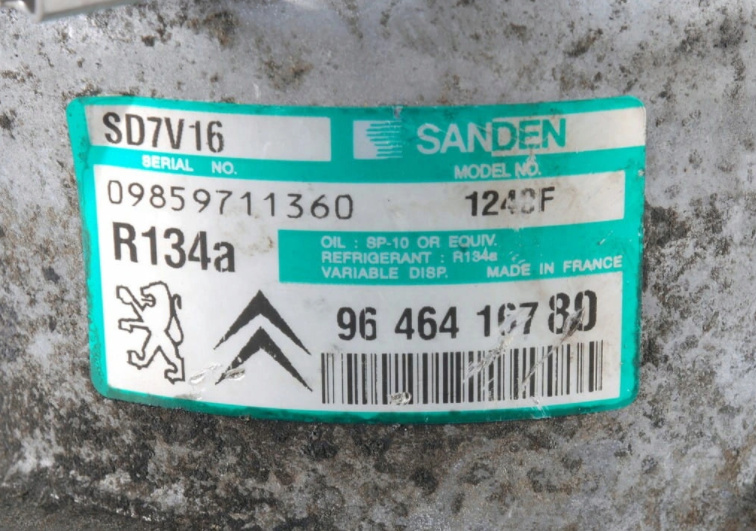 SD7V16
SANDEN
SERIAL NO.
MODEL NO.
09859711360
R134a
OIL : SP-10 OR EQUIV.
REFRIGERANT : R134a
VARIABLE DISP.
MADE IN FRANCE
96 464 167 80